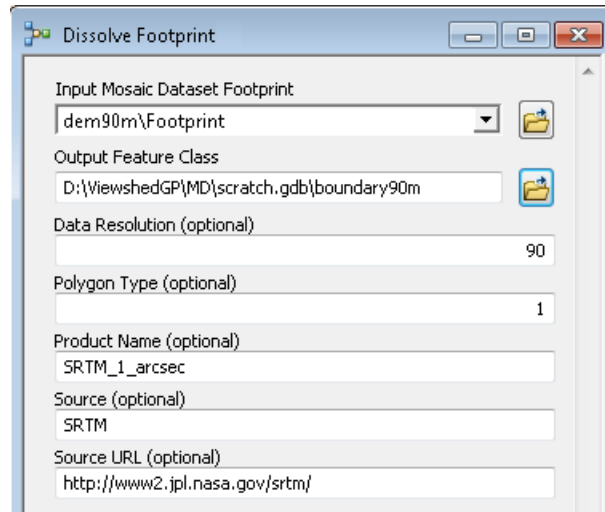 Dissolve Footprint
Input Mosaic Dataset Footprint
dem90m\Footprint
Output Feature Class
D:\ViewshedGP\MD\scratch.gdb\boundary90m
Data Resolution (optional)
90
Polygon Type (optional)
1
Product Name (optional)
SRTM_1_arcsec
Source (optional)
SRTM
Source URL (optional)
http://www2.jpl.nasa.gov/srtm/